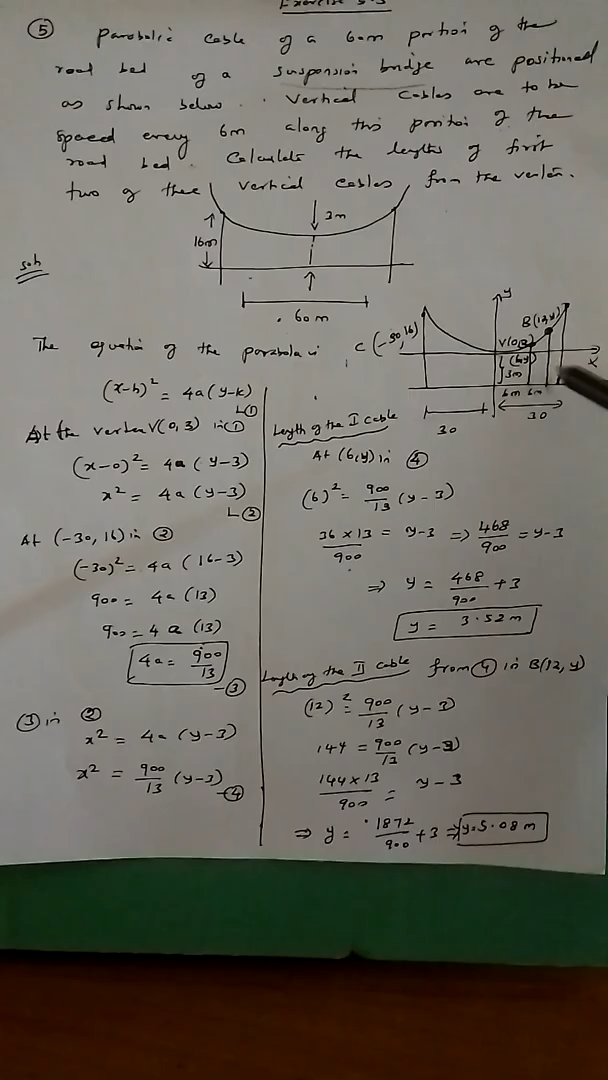 Exercise 5.5
⑤ Parabolic cable of a 60m portion of the
road bed of a suspension bridge are positioned
as shown below. Vertical cables are to be
spaced every 6m along this portion of the
road bed. Calculate the lengths of first
two of these vertical cables from the vertex.
3m
16m
60m
Soln
y
B(12,y)
C(-30,16)
V(0,3)
(6,y)
x
3m
6m 6m
30
30
The equation of the parabola is
(x-h)² = 4a(y-k)
①
At the vertex V(0,3) in ①
(x-0)² = 4a(y-3)
x² = 4a(y-3)
②
At (-30,16) in ②
(-30)² = 4a(16-3)
900 = 4a(13)
900 = 4a(13)
4a = 900/13
③
③ in ②
x² = 4a(y-3)
x² = 900/13 (y-3)
④
Length of the I cable
At (6,y) in ④
(6)² = 900/13 (y-3)
36 x 13/900 = y-3 => 468/900 = y-3
=> y = 468/900 + 3
y = 3.52m
Length of the II cable from ④ in B(12,y)
(12)² = 900/13 (y-3)
144 = 900/13 (y-3)
144 x 13/900 = y-3
=> y = 1872/900 + 3 => y=5.08m